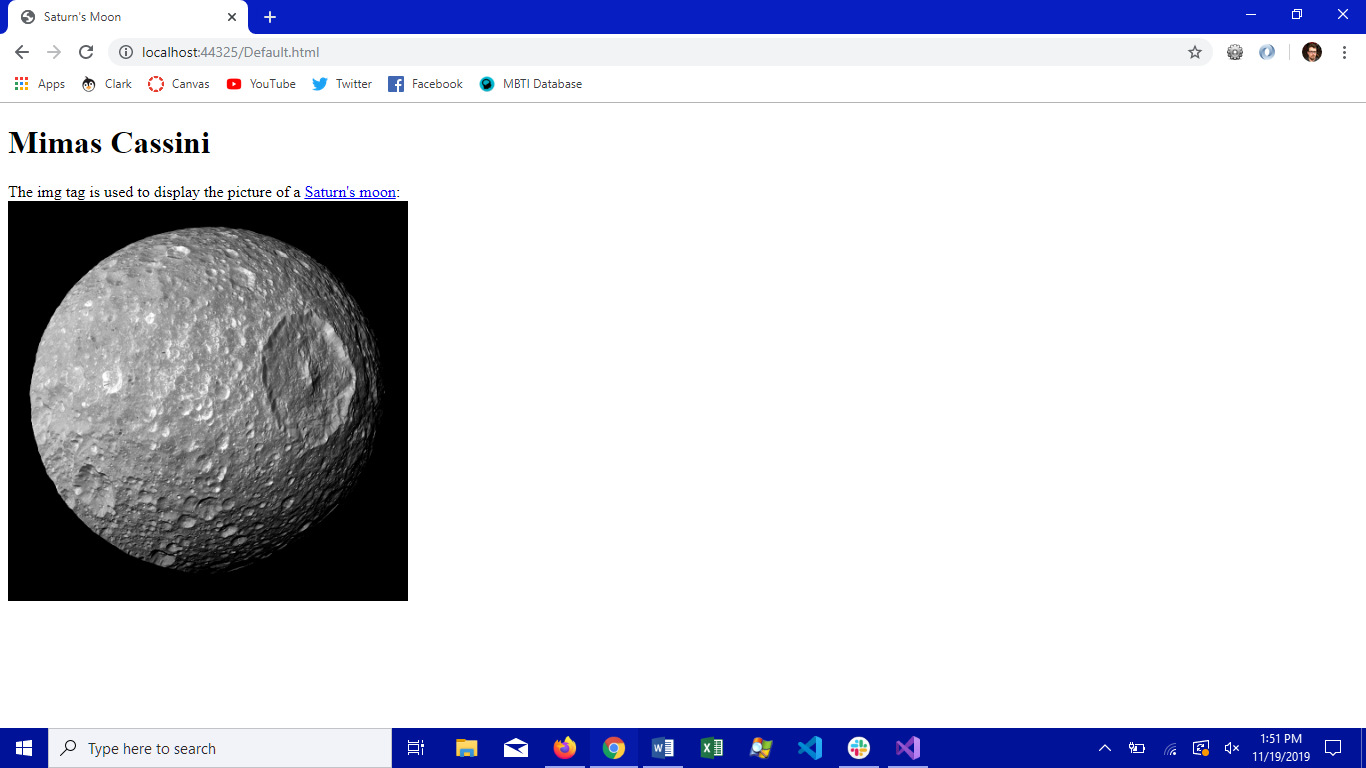 Saturn's Moon
localhost:44325/Default.html
Apps Clark Canvas YouTube Twitter Facebook MBTI Database
Mimas Cassini
The img tag is used to display the picture of a Saturn's moon:
Type here to search
1:51 PM
11/19/2019